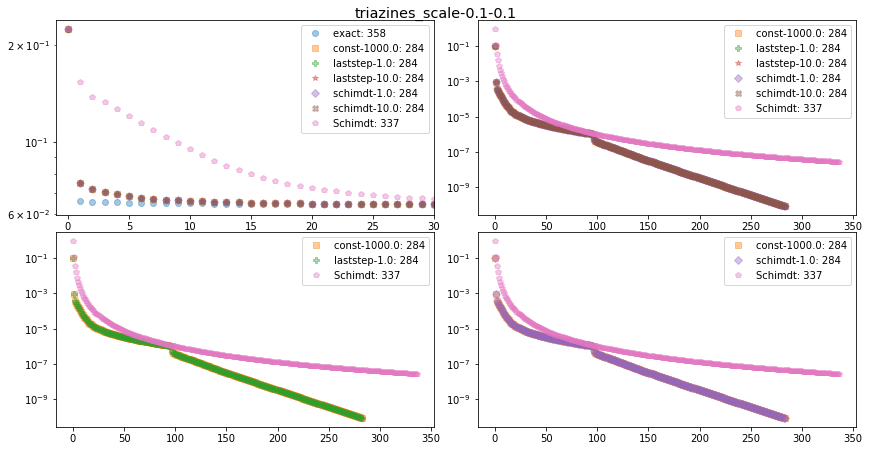 triazines_scale-0.1-0.1
2 × 10⁻¹
10⁻¹
6 × 10⁻²
0 5 10 15 20 25 30
exact: 358
const-1000.0: 284
laststep-1.0: 284
laststep-10.0: 284
schimdt-1.0: 284
schimdt-10.0: 284
Schimdt: 337
10⁻¹
10⁻³
10⁻⁵
10⁻⁷
10⁻⁹
0 50 100 150 200 250 300 350
const-1000.0: 284
laststep-1.0: 284
laststep-10.0: 284
schimdt-1.0: 284
schimdt-10.0: 284
Schimdt: 337
10⁻¹
10⁻³
10⁻⁵
10⁻⁷
10⁻⁹
0 50 100 150 200 250 300 350
const-1000.0: 284
laststep-1.0: 284
Schimdt: 337
10⁻¹
10⁻³
10⁻⁵
10⁻⁷
10⁻⁹
0 50 100 150 200 250 300 350
const-1000.0: 284
schimdt-1.0: 284
Schimdt: 337